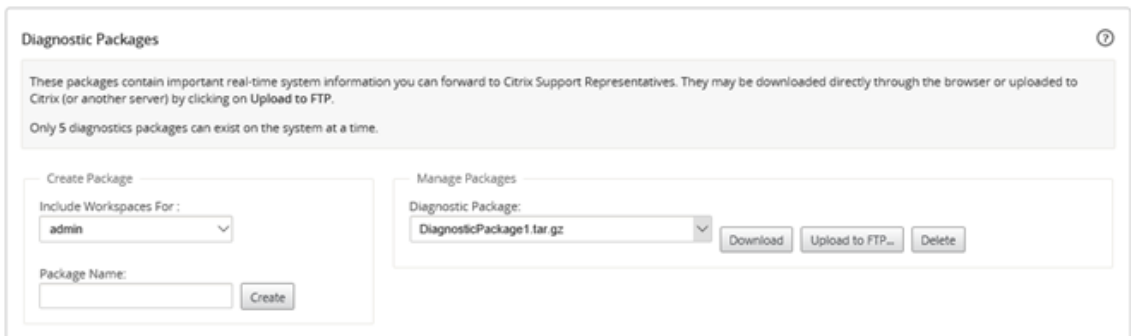 Diagnostic Packages
?
These packages contain important real-time system information you can forward to Citrix Support Representatives. They may be downloaded directly through the browser or uploaded to
Citrix (or another server) by clicking on Upload to FTP.
Only 5 diagnostics packages can exist on the system at a time.
Create Package
Include Workspaces For :
admin
Package Name:
Create
Manage Packages
Diagnostic Package:
DiagnosticPackage1.tar.gz
Download
Upload to FTP...
Delete